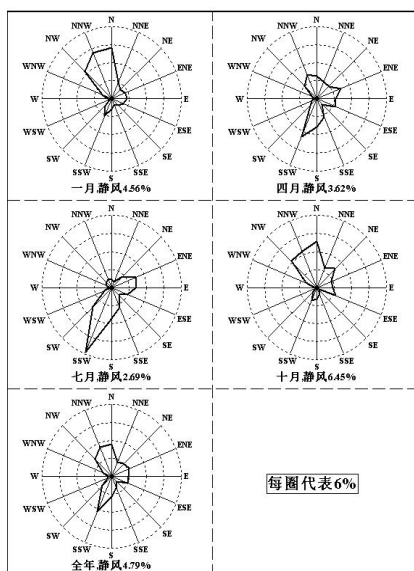 N
NNW NNE
NW NE
WNW ENE
W E
WSW ESE
SW SE
SSW SSE
S
一月,静风4.56%
N
NNW NNE
NW NE
WNW ENE
W E
WSW ESE
SW SE
SSW SSE
S
四月,静风3.62%
N
NNW NNE
NW NE
WNW ENE
W E
WSW ESE
SW SE
SSW SSE
S
七月,静风2.69%
N
NNW NNE
NW NE
WNW ENE
W E
WSW ESE
SW SE
SSW SSE
S
十月,静风6.45%
N
NNW NNE
NW NE
WNW ENE
W E
WSW ESE
SW SE
SSW SSE
S
全年,静风4.79%
每圈代表6%